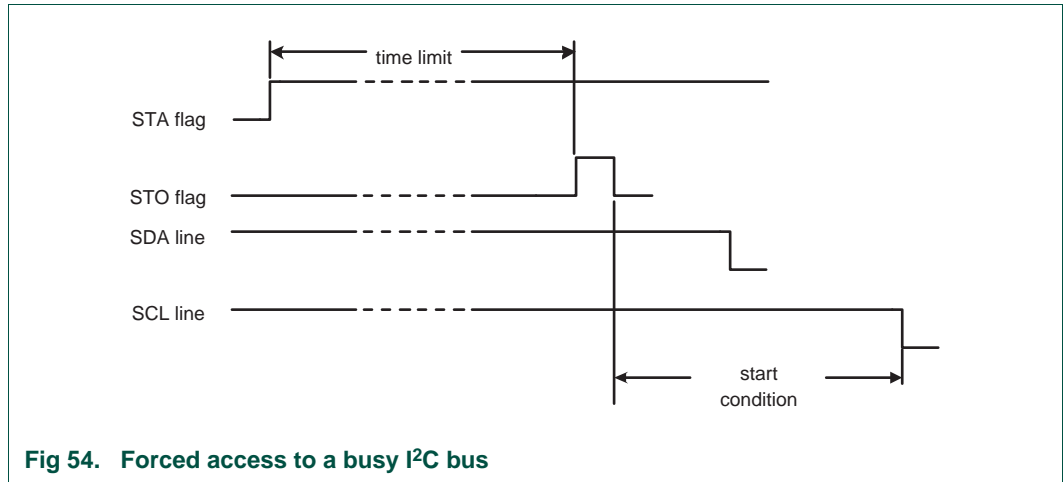 time limit
STA flag
STO flag
SDA line
SCL line
start
condition
Fig 54. Forced access to a busy I²C bus